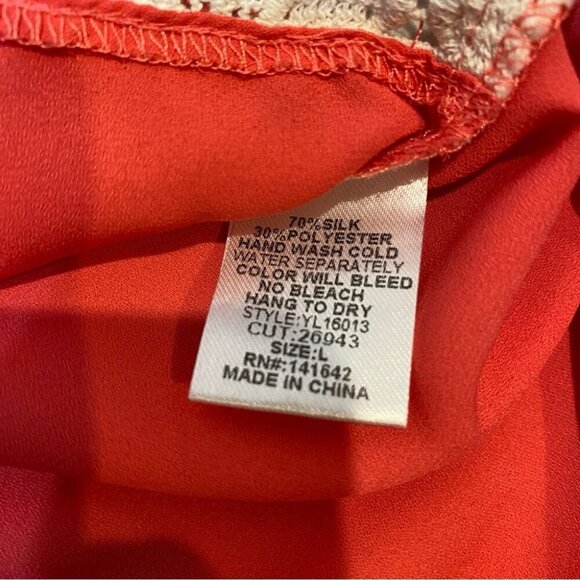 70%SILK
30%POLYESTER
HAND WASH COLD
WATER SEPARATELY
COLOR WILL BLEED
NO BLEACH
HANG TO DRY
STYLE:YL16013
CUT:26943
SIZE:L
RN#:141642
MADE IN CHINA